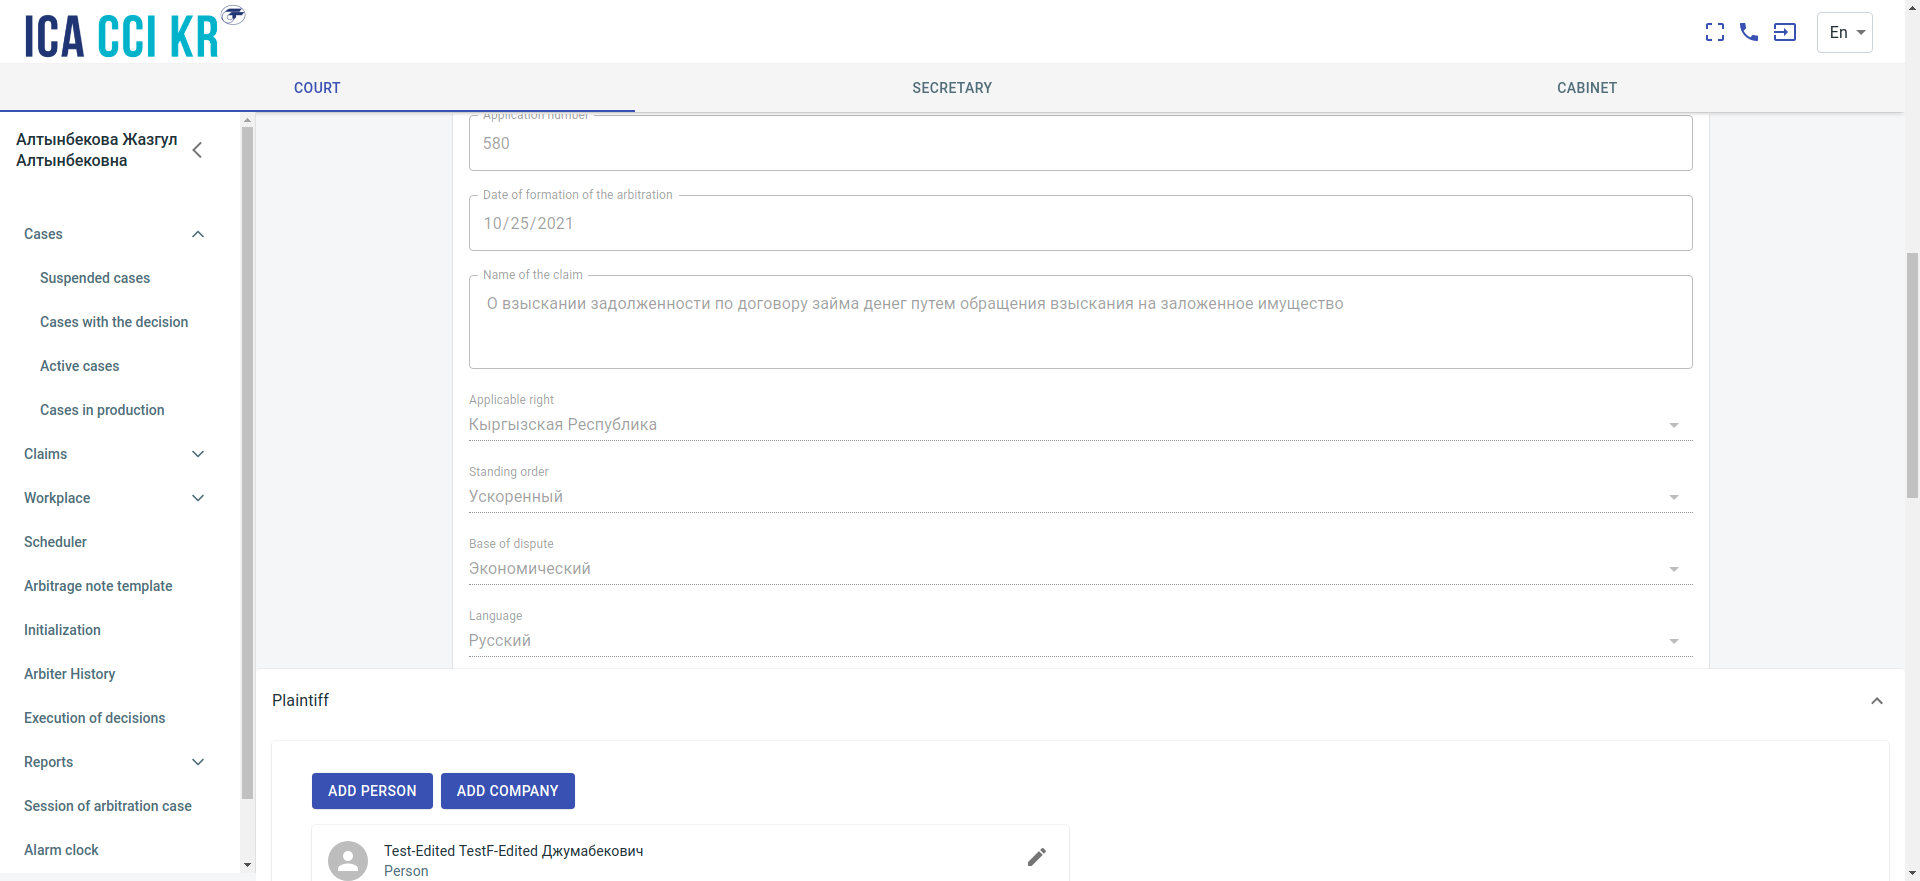 ICA CCI KR
En
COURT
SECRETARY
CABINET
Алтынбекова Жазгул
Алтынбековна
Cases
Suspended cases
Cases with the decision
Active cases
Cases in production
Claims
Workplace
Scheduler
Arbitrage note template
Initialization
Arbiter History
Execution of decisions
Reports
Session of arbitration case
Alarm clock
Application number
580
Date of formation of the arbitration
10/25/2021
Name of the claim
О взыскании задолженности по договору займа денег путем обращения взыскания на заложенное имущество
Applicable right
Кыргызская Республика
Standing order
Ускоренный
Base of dispute
Экономический
Language
Русский
Plaintiff
ADD PERSON
ADD COMPANY
Test-Edited TestF-Edited Джумабекович
Person